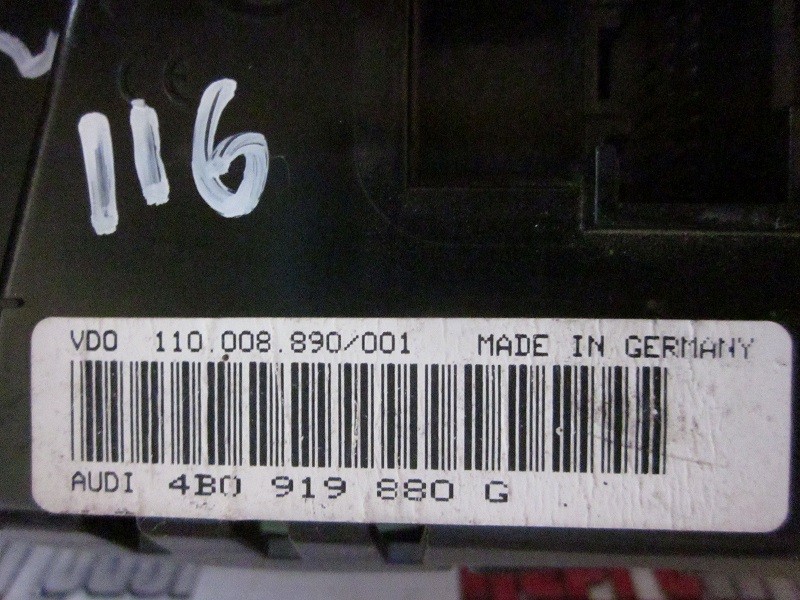 116
VDO 110.008.890/001 MADE IN GERMANY
AUDI 4B0 919 880 G